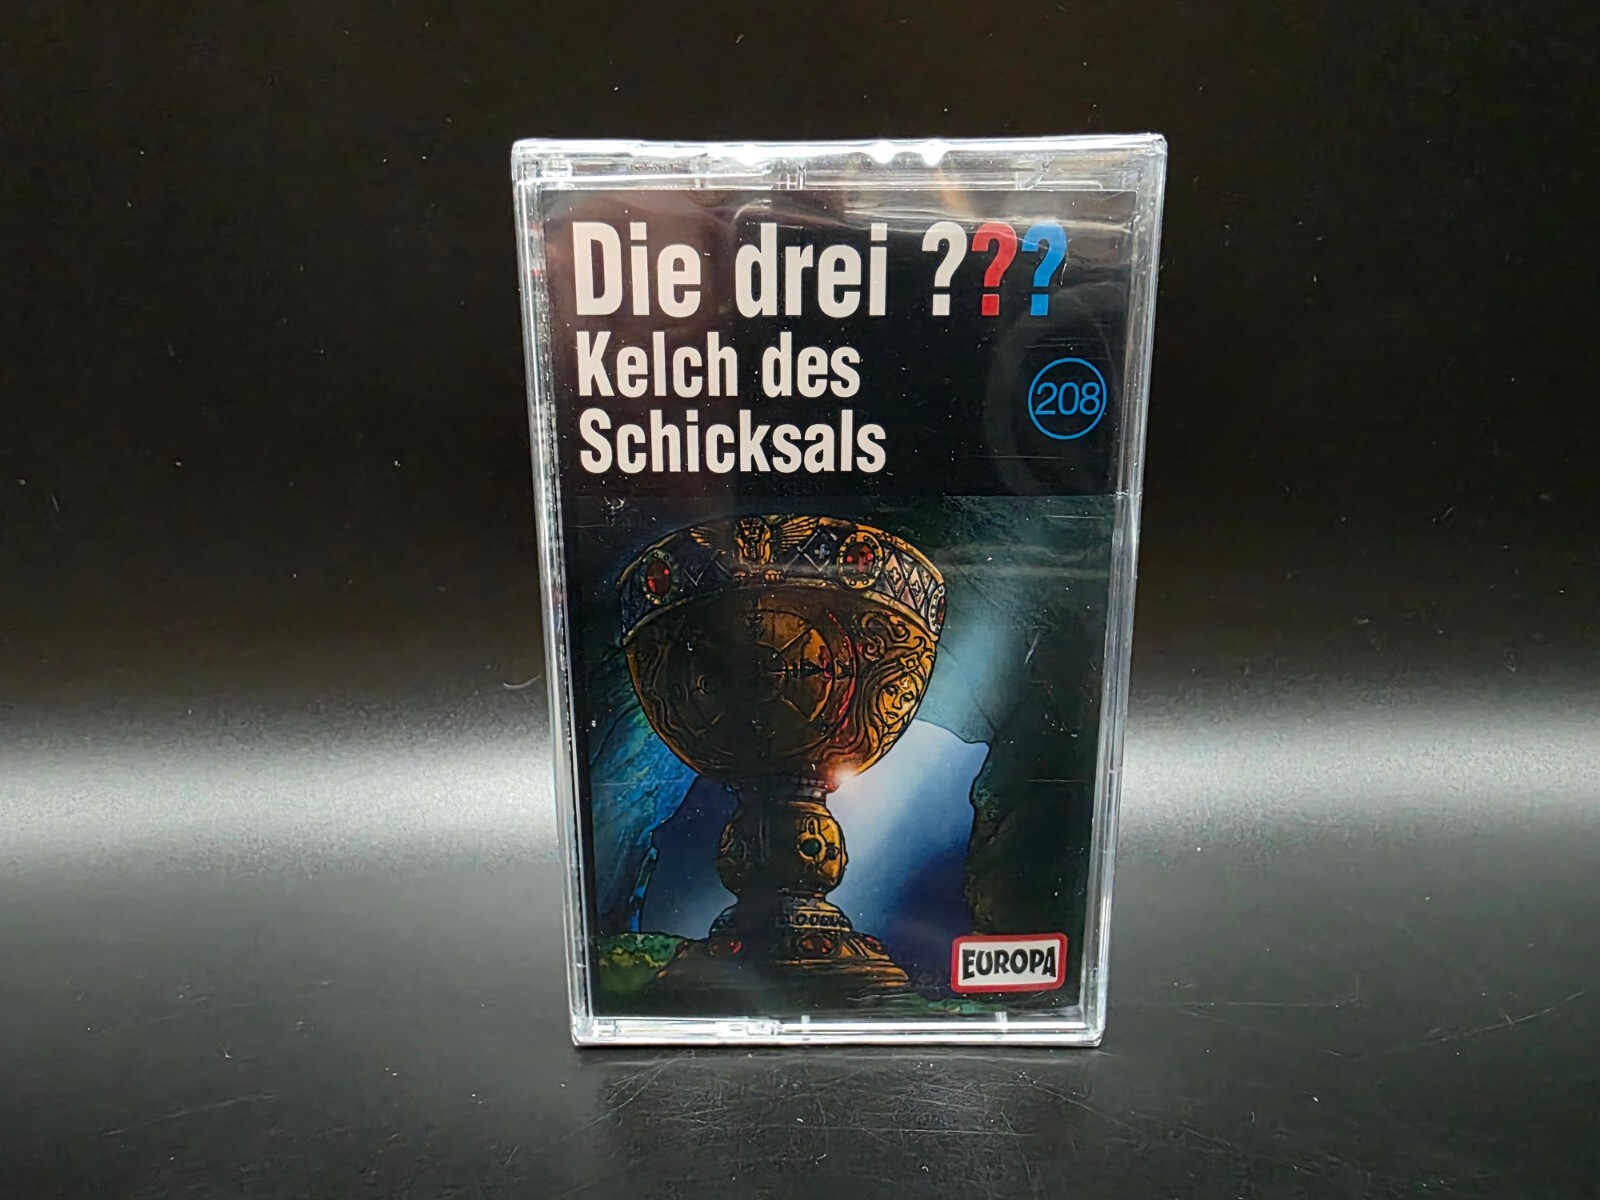 Die drei ???
Kelch des
Schicksals
208
EUROPA